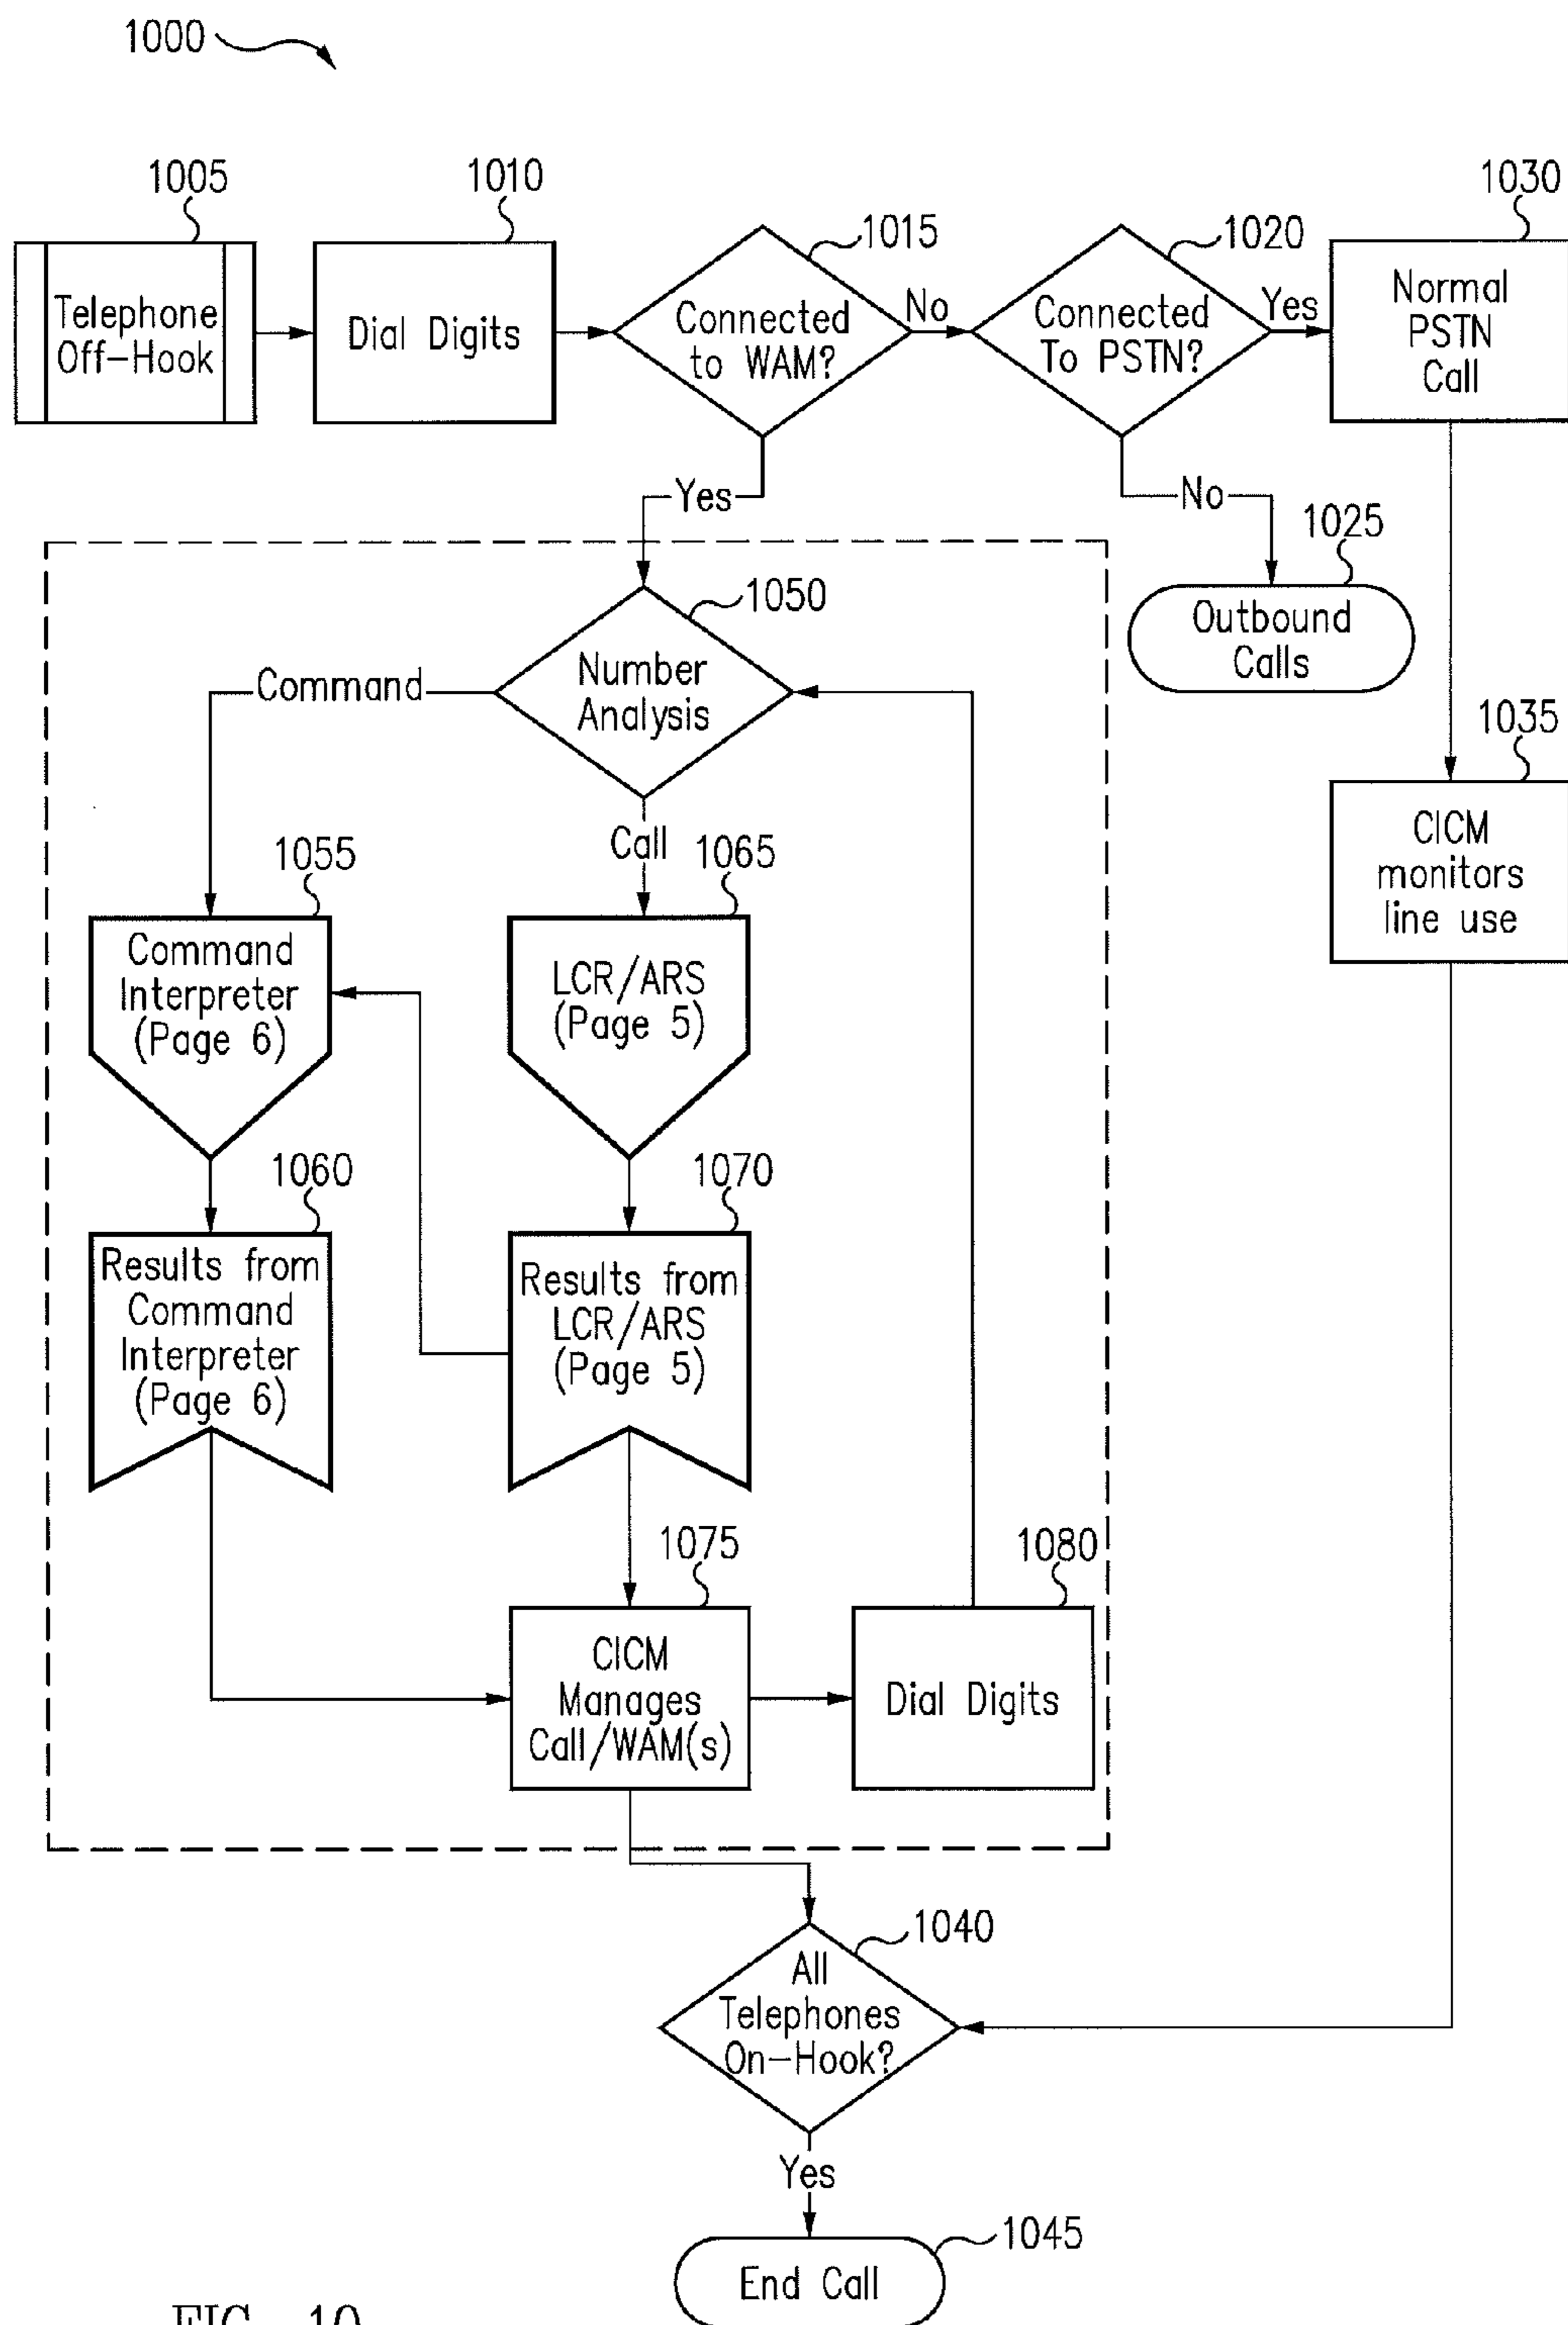 1000
1005
1010
1015
1020
1030
Telephone
Off-Hook
Dial Digits
Connected
to WAM?
No
Connected
To PSTN?
Yes
Normal
PSTN
Call
Yes
No
1025
Outbound
Calls
1050
Number
Analysis
Command
Call
1035
CICM
monitors
line use
1055
1065
Command
Interpreter
(Page 6)
LCR/ARS
(Page 5)
1060
1070
Results from
Command
Interpreter
(Page 6)
Results from
LCR/ARS
(Page 5)
1075
1080
CICM
Manages
Call/WAM(s)
Dial Digits
1040
All
Telephones
On-Hook?
Yes
1045
End Call
FIG. 10